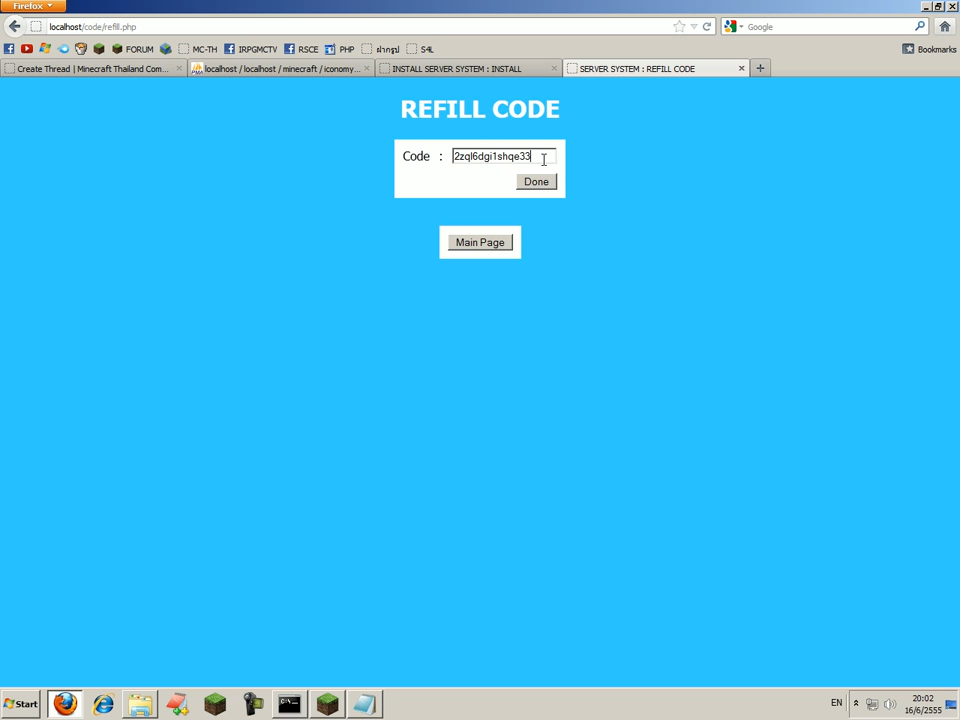 Firefox
localhost/code/refill.php
Google
FORUM MC-TH IRPGMCTV RSCE PHP ฝากรูป S4L Bookmarks
Create Thread | Minecraft Thailand Com... localhost / localhost / minecraft / iconomy... INSTALL SERVER SYSTEM : INSTALL SERVER SYSTEM : REFILL CODE
REFILL CODE
Code : 2zql6dgi1shqe33
Done
Main Page
Start EN 20:02
16/6/2555